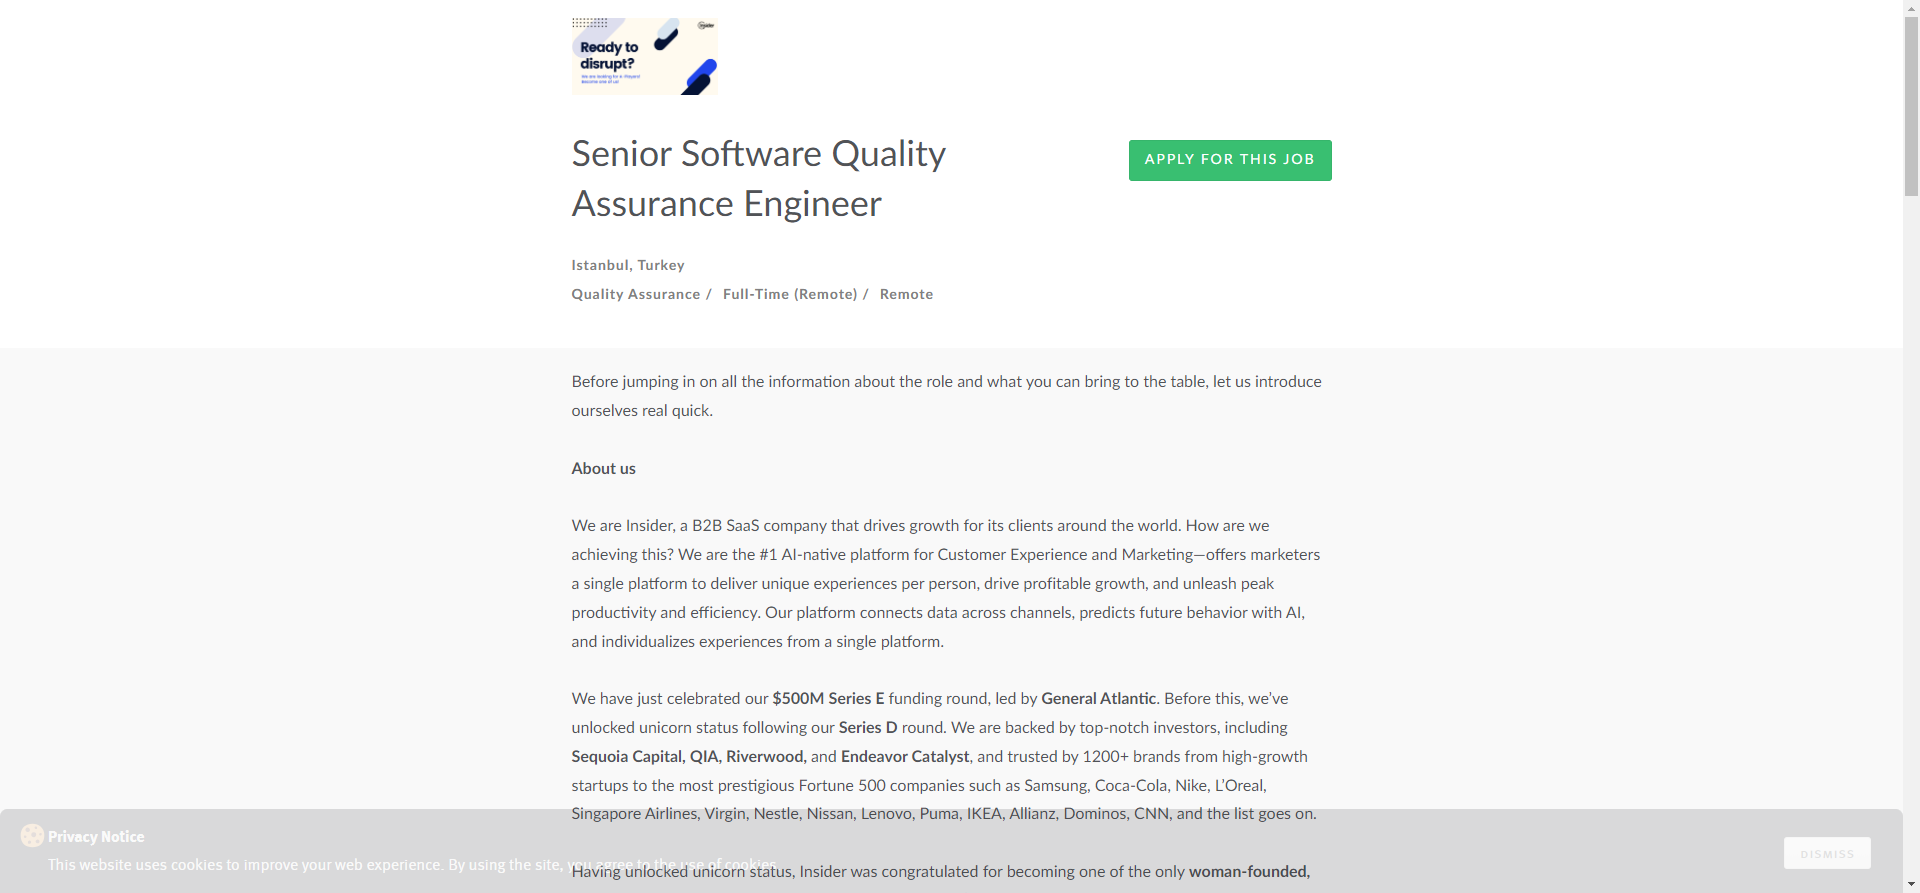 Ready to
disrupt?
We are looking for A-Players!
Become one of us!
Senior Software Quality
Assurance Engineer
APPLY FOR THIS JOB
Istanbul, Turkey
Quality Assurance / Full-Time (Remote) / Remote
Before jumping in on all the information about the role and what you can bring to the table, let us introduce
ourselves real quick.
About us
We are Insider, a B2B SaaS company that drives growth for its clients around the world. How are we
achieving this? We are the #1 AI-native platform for Customer Experience and Marketing—offers marketers
a single platform to deliver unique experiences per person, drive profitable growth, and unleash peak
productivity and efficiency. Our platform connects data across channels, predicts future behavior with AI,
and individualizes experiences from a single platform.
We have just celebrated our $500M Series E funding round, led by General Atlantic. Before this, we’ve
unlocked unicorn status following our Series D round. We are backed by top-notch investors, including
Sequoia Capital, QIA, Riverwood, and Endeavor Catalyst, and trusted by 1200+ brands from high-growth
startups to the most prestigious Fortune 500 companies such as Samsung, Coca-Cola, Nike, L’Oreal,
Singapore Airlines, Virgin, Nestle, Nissan, Lenovo, Puma, IKEA, Allianz, Dominos, CNN, and the list goes on.
Privacy Notice
This website uses cookies to improve your web experience. By using the site, you agree to the use of cookies.
DISMISS
Having unlocked unicorn status, Insider was congratulated for becoming one of the only woman-founded,